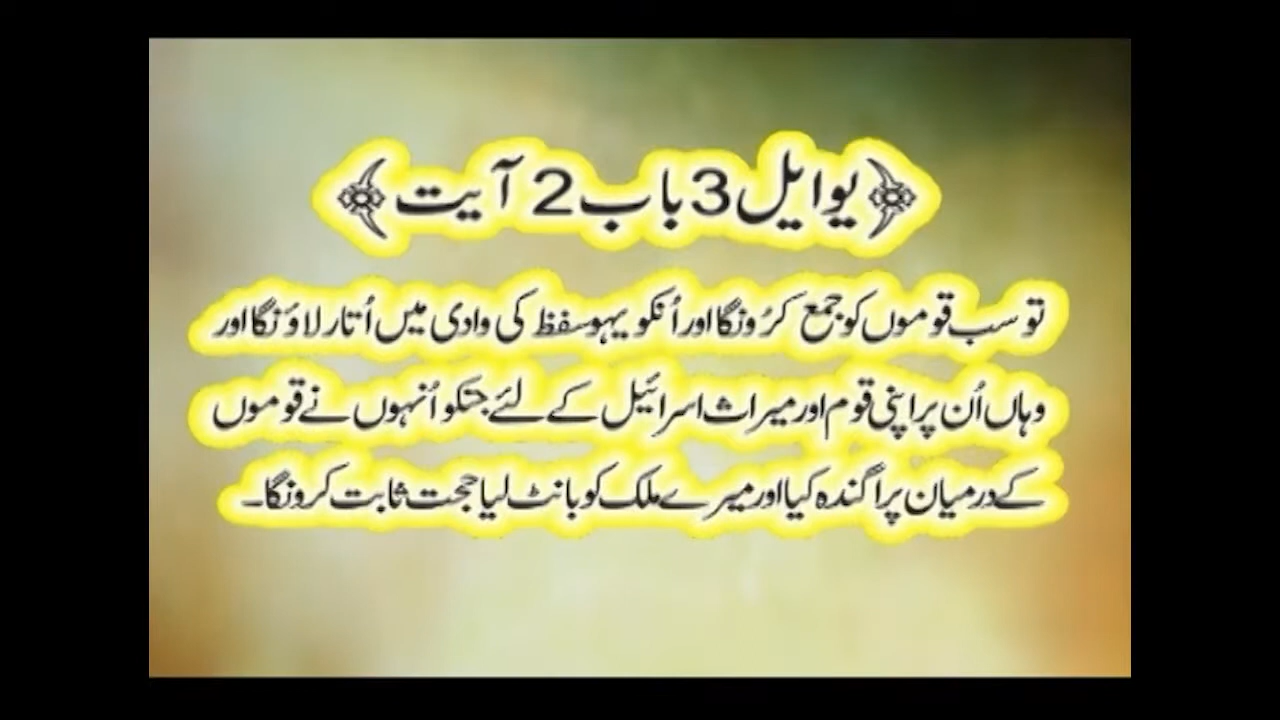 ﴿یوایل 3 باب 2 آیت﴾
تو سب قوموں کو جمع کرُونگا اور اُنکو یہوسفظ کی وادی میں اُتار لاؤنگا اور
وہاں اُن پر اپنی قوم اور میراث اسرائیل کے لئے جنکو اُنہوں نے قوموں
کے درمیان پراگندہ کیا اور میرے ملک کو بانٹ لیا حجت ثابت کرونگا۔